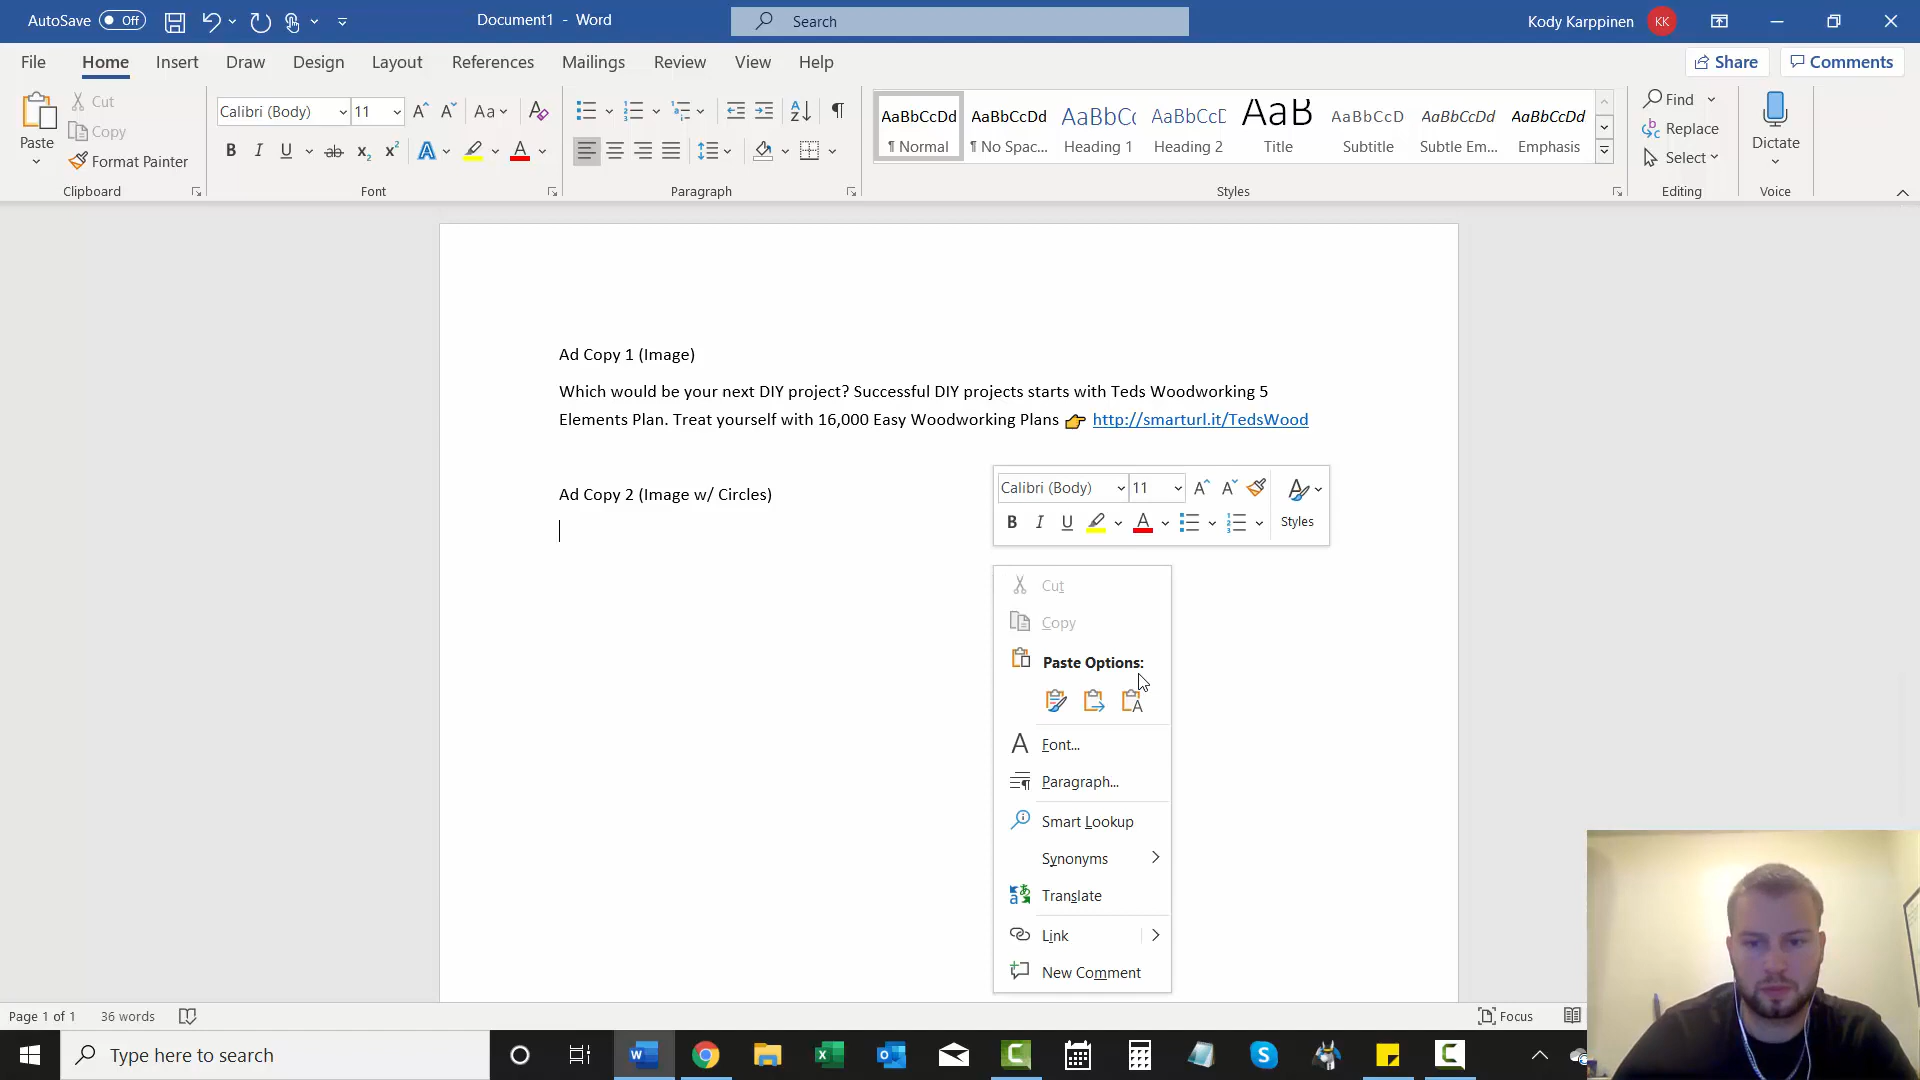 AutoSave Off
Document1 - Word
Search
Kody Karppinen KK
File Home Insert Draw Design Layout References Mailings Review View Help
Share Comments
Paste
Cut
Copy
Format Painter
Clipboard
Calibri (Body) 11
Font
Paragraph
AaBbCcDd ¶ Normal
AaBbCcDd ¶ No Spac...
AaBbCc Heading 1
AaBbCcD Heading 2
AaB Title
AaBbCcD Subtitle
AaBbCcDd Subtle Em...
AaBbCcDd Emphasis
Styles
Find
Replace
Select
Editing
Dictate
Voice
Ad Copy 1 (Image)
Which would be your next DIY project? Successful DIY projects starts with Teds Woodworking 5
Elements Plan. Treat yourself with 16,000 Easy Woodworking Plans 👉 http://smarturl.it/TedsWood
Ad Copy 2 (Image w/ Circles)
Calibri (Body) 11
B I U
Styles
Cut
Copy
Paste Options:
Font...
Paragraph...
Smart Lookup
Synonyms
Translate
Link
New Comment
Page 1 of 1 36 words
Focus
Type here to search